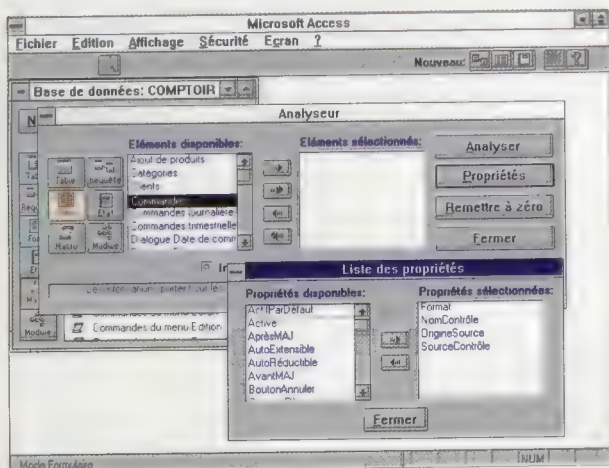 Microsoft Access
Fichier Edition Affichage Sécurité Ecran ?
Nouveau:
Base de données: COMPTOIR
Analyseur
Eléments disponibles:
Eléments sélectionnés:
Ajout de produits
Catégories
Commandes journalière
Commandes trimestrielle
Dialogue Date de comm
Table
Requête
Etat
Macro
Module
Analyser
Propriétés
Remettre à zéro
Fermer
Commandes du menu Edition
Module
Liste des propriétés
Propriétés disponibles:
Propriétés sélectionnées:
ActifParDéfaut
Active
AprèsMAJ
AutoExtensible
AutoRéductible
AvantMAJ
BoutonAnnuler
Format
NomContrôle
OrigineSource
SourceContrôle
Fermer
Mode Formulaire
NUM